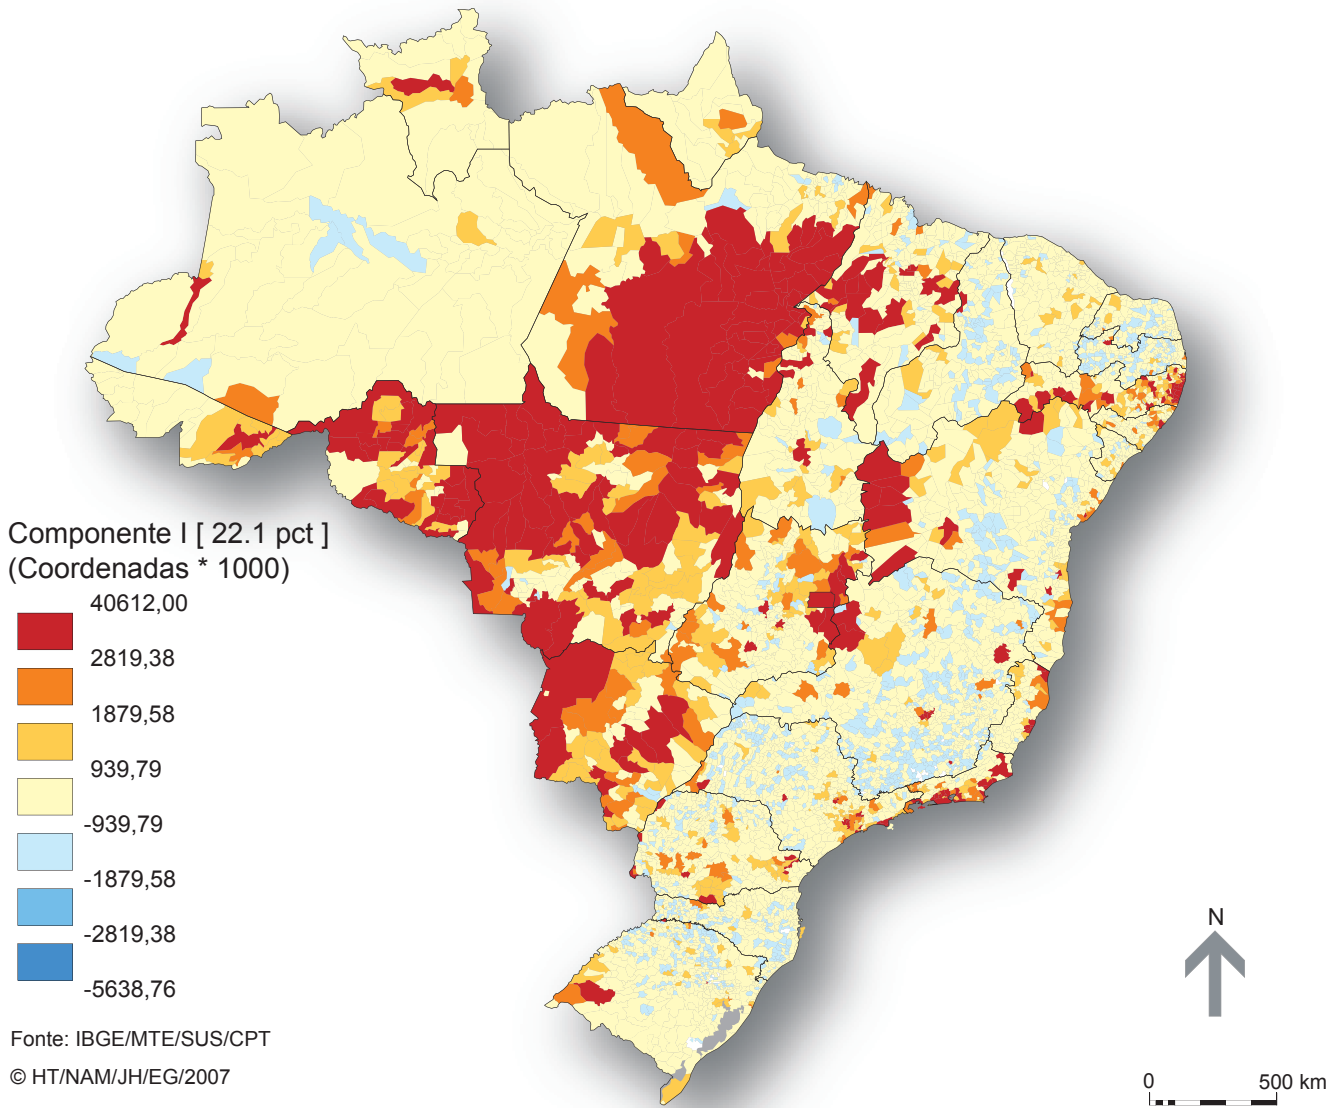 Componente I [ 22.1 pct ]
(Coordenadas * 1000)
40612,00
2819,38
1879,58
939,79
-939,79
-1879,58
-2819,38
-5638,76
Fonte: IBGE/MTE/SUS/CPT
© HT/NAM/JH/EG/2007
N
0 500 km